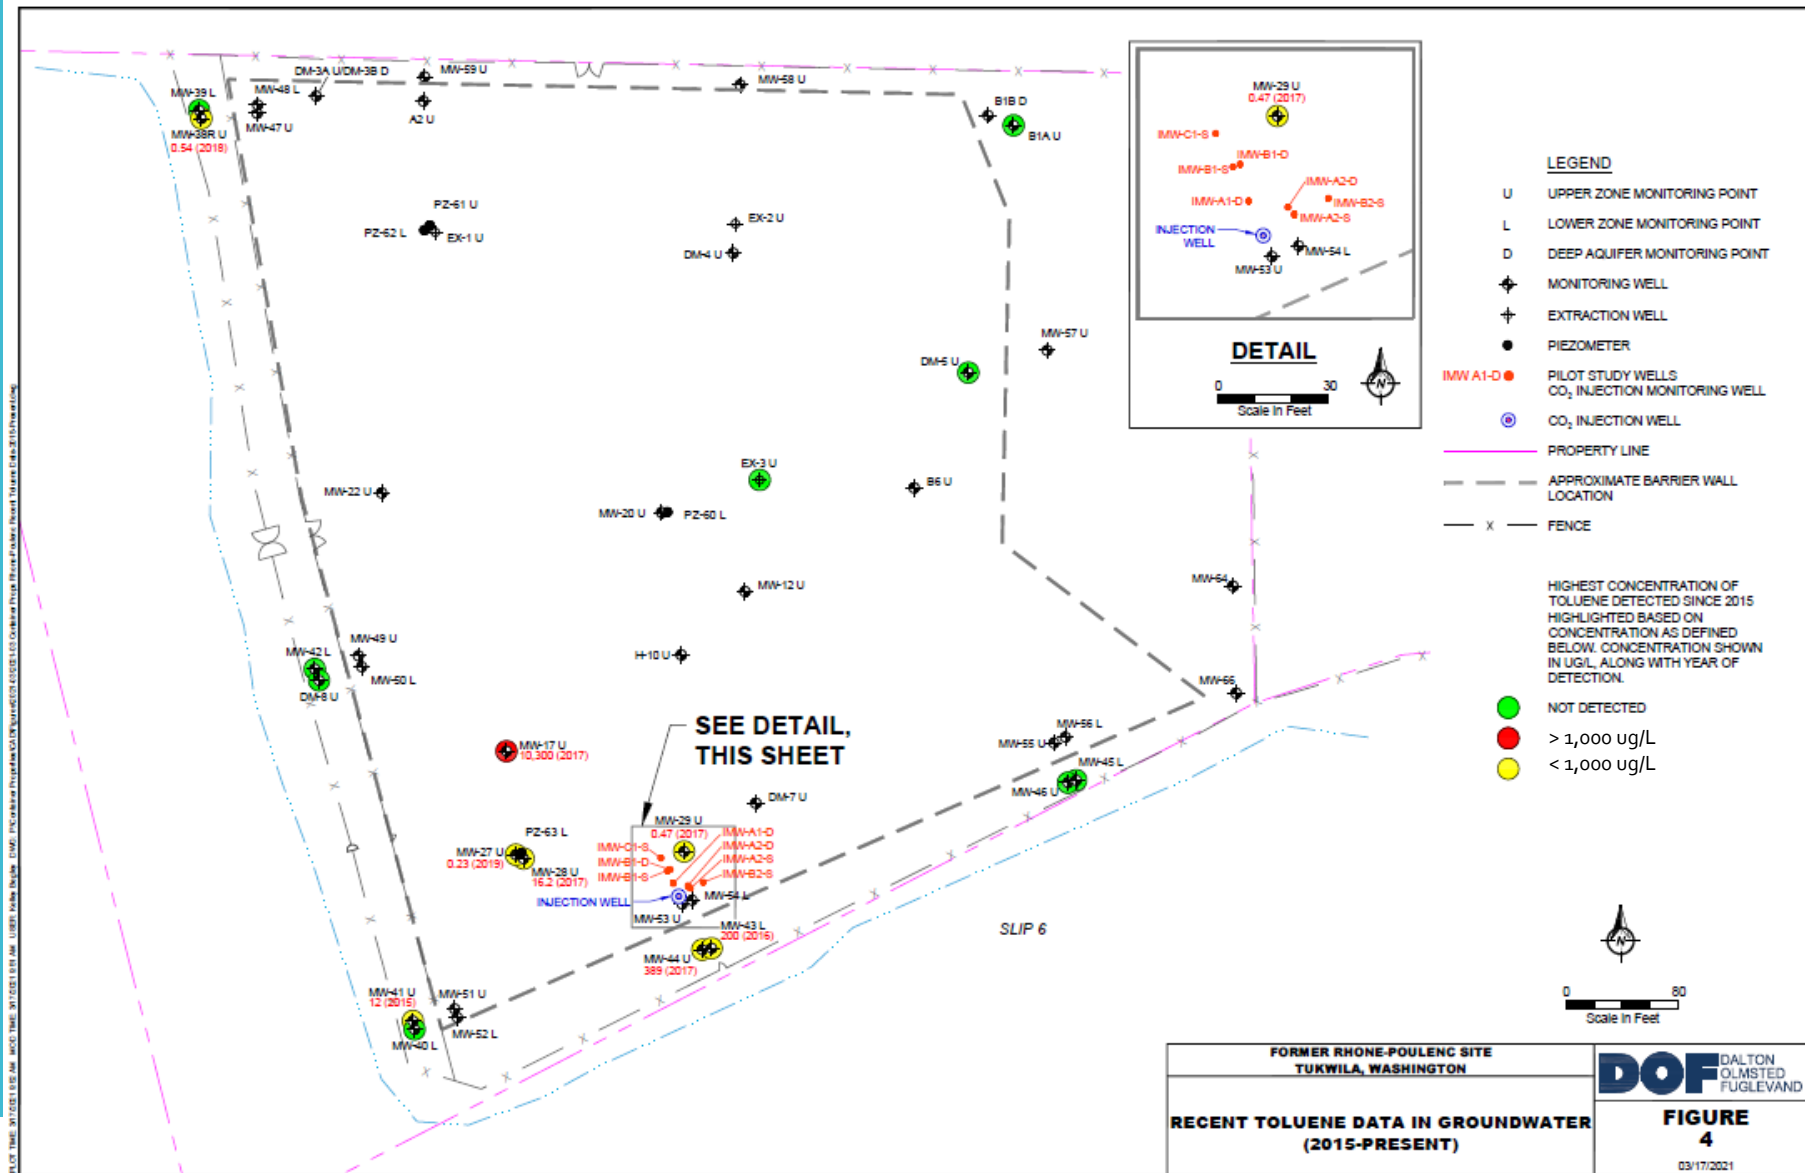 DM-3A U/DM-3B D
MW-59 U
MW-58 U
MW-39 L
MW-48 L
MW-47 U
MW-38R U
0.54 (2018)
A2 U
B1B D
B1A U
PZ-61 U
PZ-62 L
EX-1 U
EX-2 U
DM-4 U
MW-57 U
DM-5 U
EX-3 U
MW-22 U
MW-20 U
PZ-60 L
B6 U
MW-12 U
MW-64
MW-49 U
MW-42 L
MW-50 L
DM-8 U
H-10 U
MW-66
MW-17 U
10,300 (2017)
SEE DETAIL,
THIS SHEET
MW-56 L
MW-55 U
MW-45 L
MW-46 U
DM-7 U
PZ-63 L
MW-27 U
0.23 (2019)
MW-28 U
16.2 (2017)
MW-29 U
0.47 (2017)
IMW-C1-S
IMW-B1-D
IMW-B1-S
IMW-A1-D
IMW-A2-D
IMW-A2-S
IMW-B2-S
INJECTION WELL
MW-54 L
MW-53 U
MW-43 L
200 (2016)
MW-44 U
389 (2017)
SLIP 6
MW-41 U
12 (2015)
MW-51 U
MW-52 L
MW-40 L
MW-29 U
0.47 (2017)
IMW-C1-S
IMW-B1-D
IMW-B1-S
IMW-A2-D
IMW-A1-D
IMW-B2-S
IMW-A2-S
INJECTION
WELL
MW-54 L
MW-53 U
DETAIL
0 30
Scale in Feet
N
LEGEND
U UPPER ZONE MONITORING POINT
L LOWER ZONE MONITORING POINT
D DEEP AQUIFER MONITORING POINT
MONITORING WELL
EXTRACTION WELL
PIEZOMETER
IMW A1-D PILOT STUDY WELLS
CO₂ INJECTION MONITORING WELL
CO₂ INJECTION WELL
PROPERTY LINE
APPROXIMATE BARRIER WALL
LOCATION
X FENCE
HIGHEST CONCENTRATION OF
TOLUENE DETECTED SINCE 2015
HIGHLIGHTED BASED ON
CONCENTRATION AS DEFINED
BELOW. CONCENTRATION SHOWN
IN UG/L, ALONG WITH YEAR OF
DETECTION.
NOT DETECTED
> 1,000 ug/L
< 1,000 ug/L
N
0 80
Scale in Feet
FORMER RHONE-POULENC SITE
TUKWILA, WASHINGTON
RECENT TOLUENE DATA IN GROUNDWATER
(2015-PRESENT)
DOF DALTON
OLMSTED
FUGLEVAND
FIGURE
4
03/17/2021